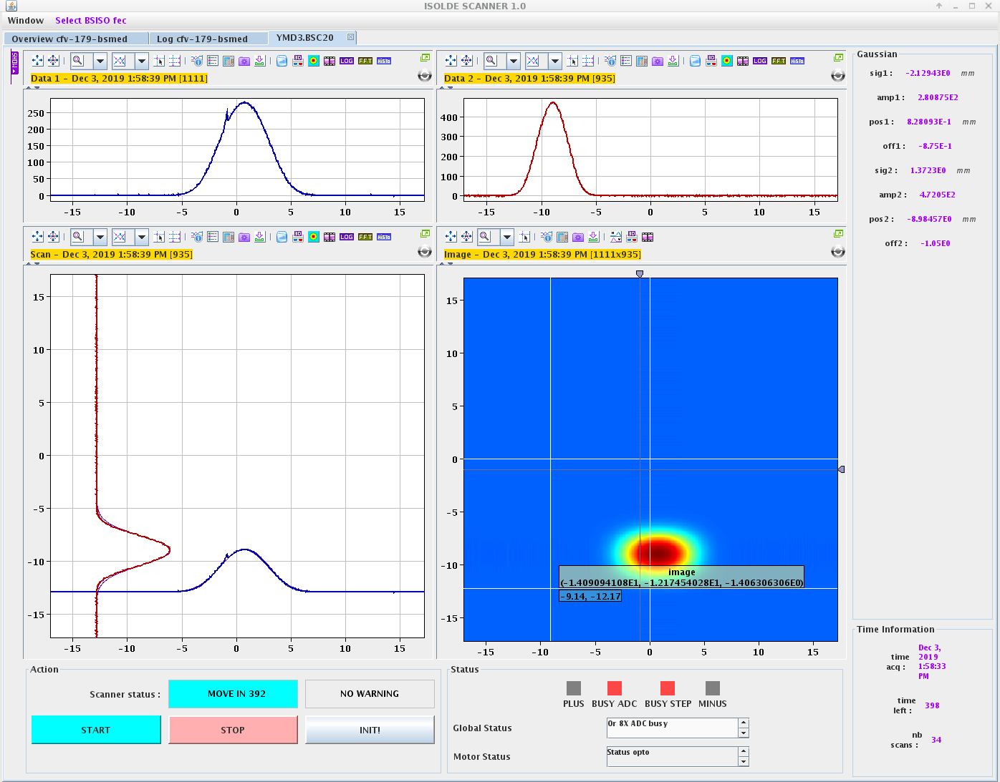 ISOLDE SCANNER 1.0
Window Select BSISO fec
Overview cfv-179-bsmed Log cfv-179-bsmed YMD3.BSC20
SHOW
LOG FFT HISTO
Data 1 - Dec 3, 2019 1:58:39 PM [1111]
250
200
150
100
50
0
-15 -10 -5 0 5 10 15
LOG FFT HISTO
Data 2 - Dec 3, 2019 1:58:39 PM [935]
400
300
200
100
0
-15 -10 -5 0 5 10 15
LOG FFT HISTO
Scan - Dec 3, 2019 1:58:39 PM [935]
15
10
5
0
-5
-10
-15
-15 -10 -5 0 5 10 15
Image - Dec 3, 2019 1:58:39 PM [1111x935]
15
10
5
0
-5
-10
-15
image
(-1.409094108E1, -1.217454028E1, -1.406306306E0)
-9.14, -12.17
-15 -10 -5 0 5 10 15
Gaussian
sig1 : -2.12943E0 mm
amp1 : 2.80875E2
pos1 : 8.28093E-1 mm
off1 : -8.75E-1
sig2 : 1.3723E0 mm
amp2 : 4.7205E2
pos2 : -8.98457E0 mm
off2 : -1.05E0
Action
Scanner status : MOVE IN 392 NO WARNING
START STOP INIT!
Status
PLUS BUSY ADC BUSY STEP MINUS
Global Status Or 8X ADC busy
Motor Status Status opto
Time Information
time acq : Dec 3, 2019 1:58:33 PM
time left : 398
nb scans : 34